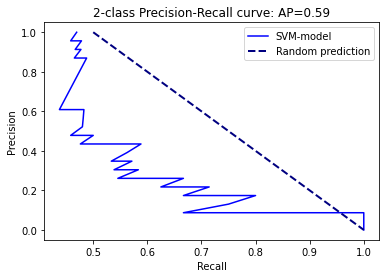 2-class Precision-Recall curve: AP=0.59
SVM-model
Random prediction
Precision
1.0
0.8
0.6
0.4
0.2
0.0
0.5
0.6
0.7
0.8
0.9
1.0
Recall